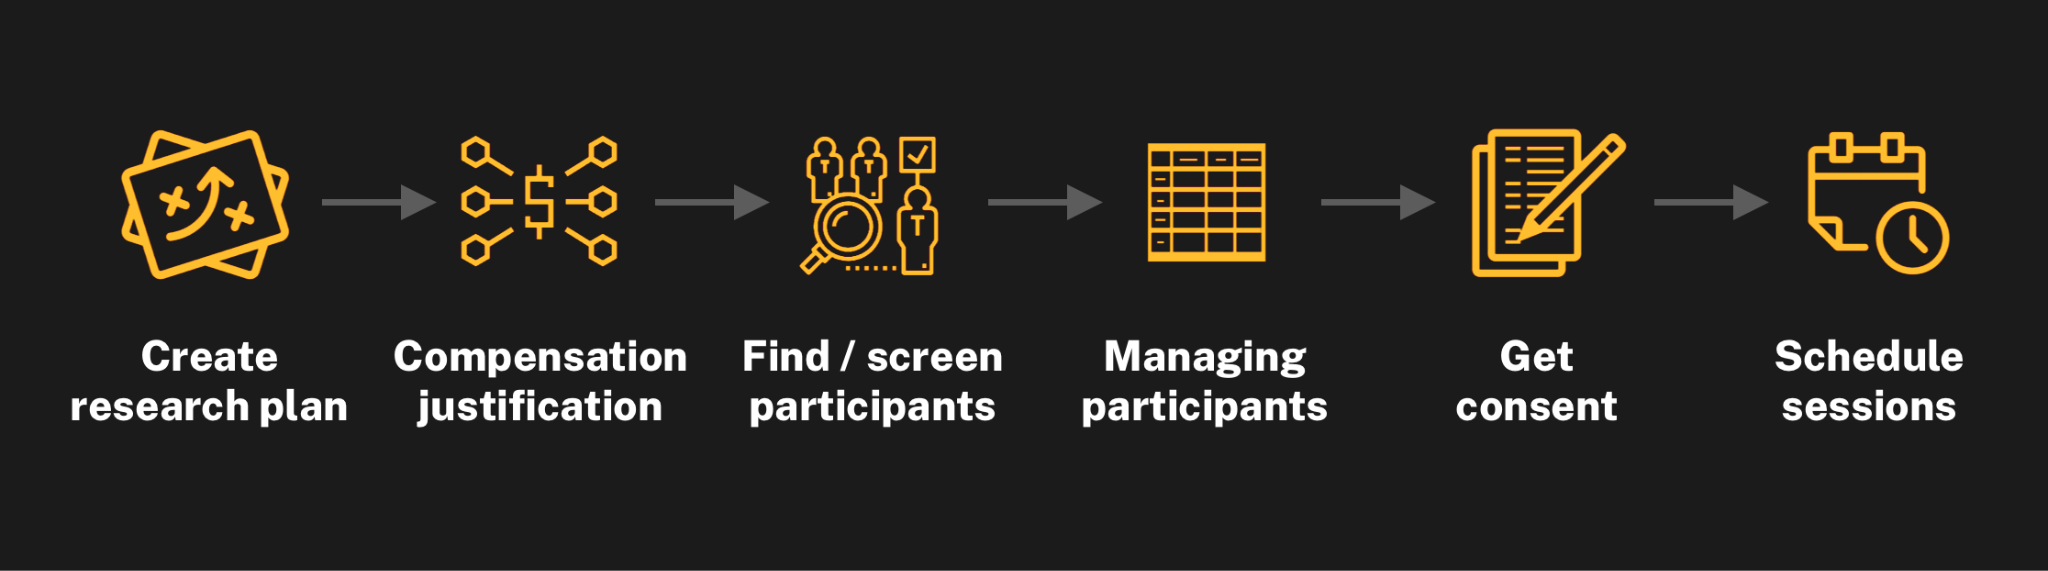 Create
research plan
Compensation
justification
Find / screen
participants
Managing
participants
Get
consent
Schedule
sessions